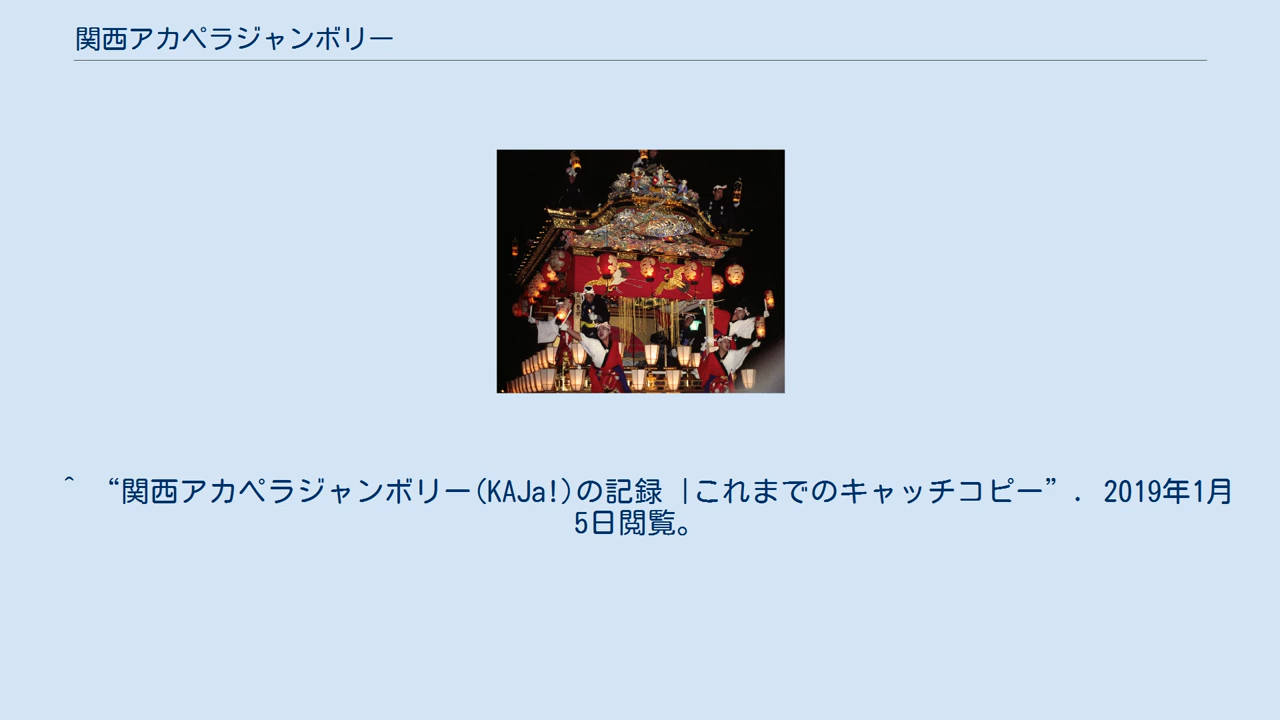 関西アカペラジャンボリー
^ “関西アカペラジャンボリー(KAJa!)の記録 |これまでのキャッチコピー”. 2019年1月
5日閲覧。